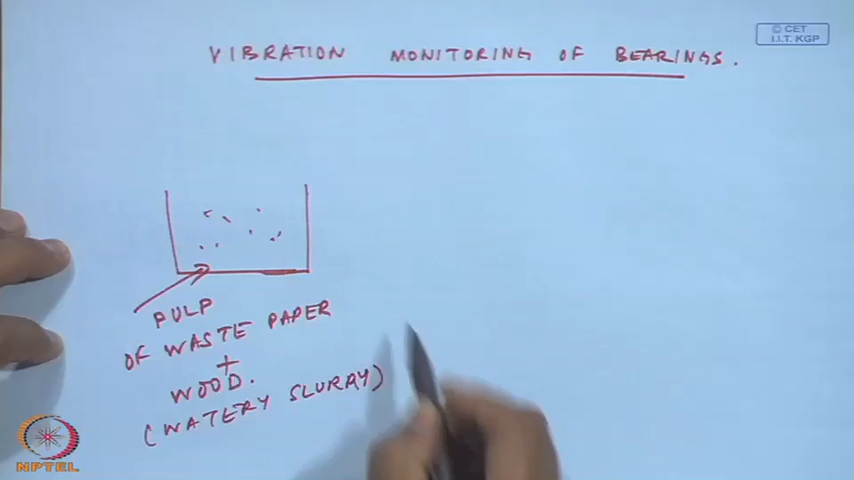 © CET
I.I.T. KGP
VIBRATION MONITORING OF BEARINGS.
PULP
OF WASTE PAPER
+
WOOD.
(WATERY SLURRY)
NPTEL